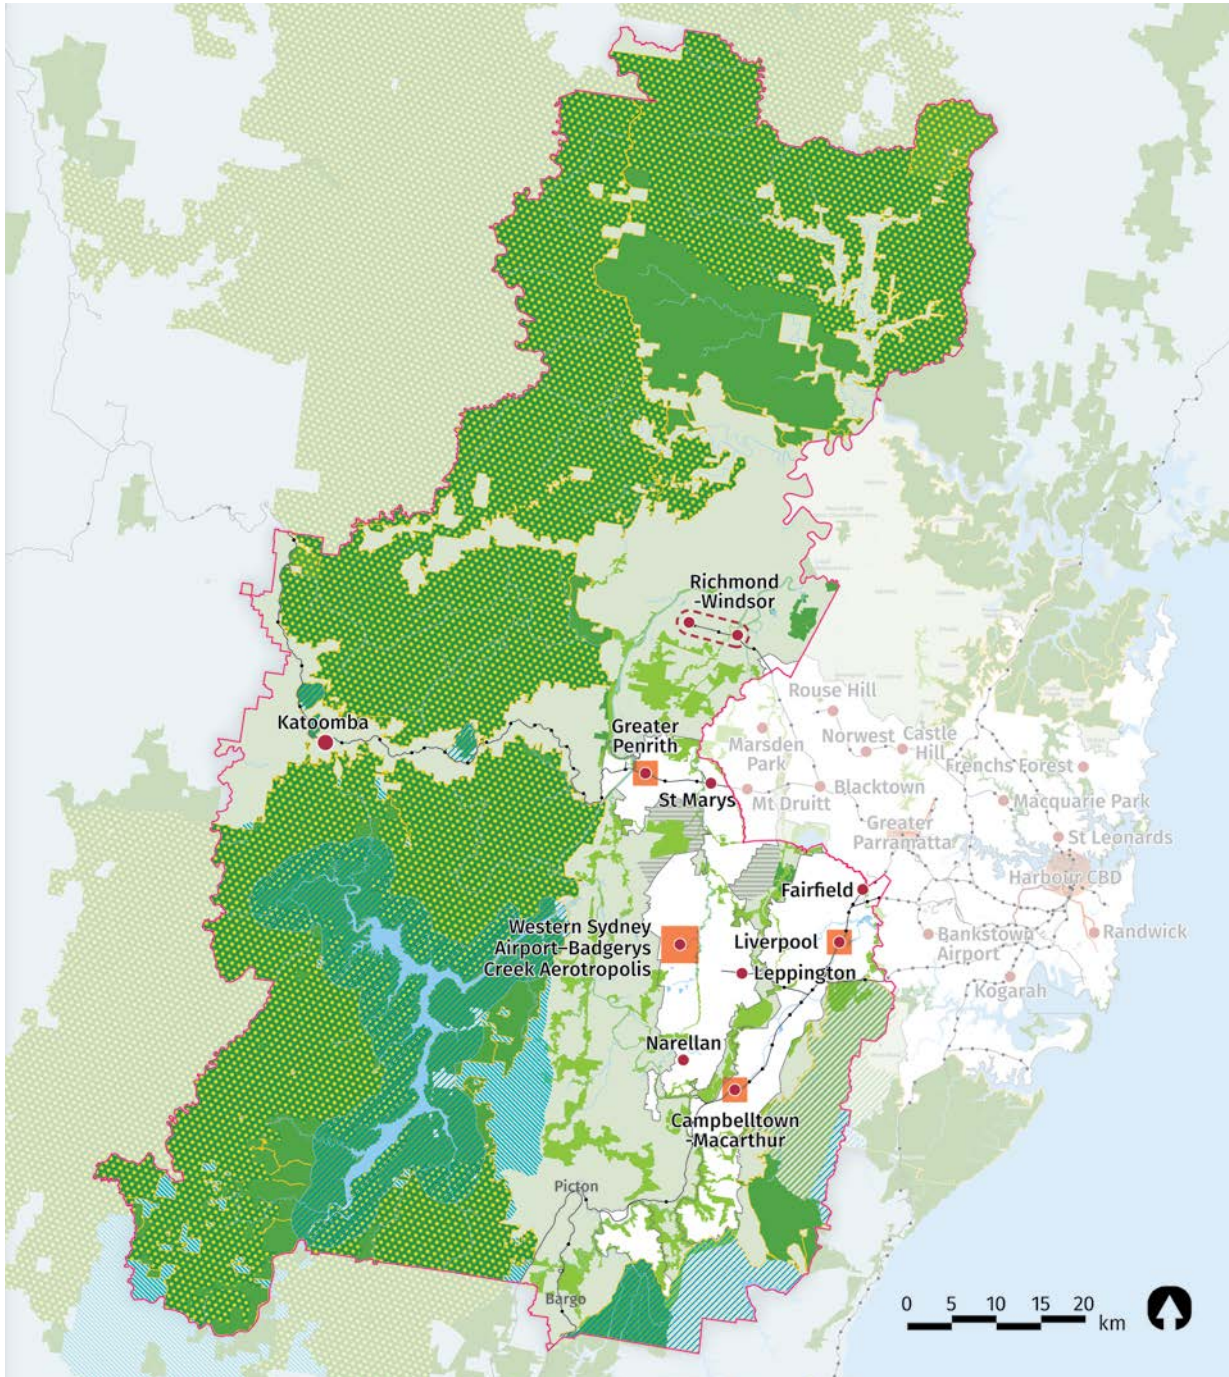 Richmond
-Windsor
Rouse Hill
Katoomba
Greater
Penrith
Marsden
Park
Norwest
Castle
Hill
Frenchs Forest
St Marys
Mt Druitt
Blacktown
Macquarie Park
Greater
Parramatta
St Leonards
Harbour CBD
Fairfield
Western Sydney
Airport–Badgerys
Creek Aerotropolis
Liverpool
Bankstown
Airport
Randwick
Leppington
Kogarah
Narellan
Campbelltown
-Macarthur
Picton
Bargo
0 5 10 15 20
km